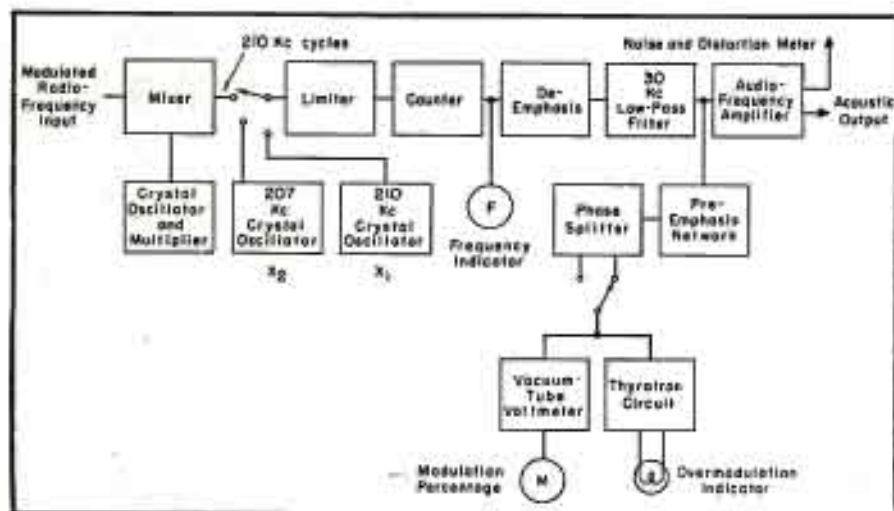 210 Kc cycles
Noise and Distortion Meter
Modulated
Radio-
Frequency
Input
Mixer
Limiter
Counter
De-
Emphasis
30
Kc
Low-Pass
Filter
Audio-
Frequency
Amplifier
Acoustic
Output
Crystal
Oscillator
and
Multiplier
207
Kc
Crystal
Oscillator
X2
210
Kc
Crystal
Oscillator
X1
F
Frequency
Indicator
Phase
Splitter
Pre-
Emphasis
Network
Vacuum-
Tube
Voltmeter
Thyratron
Circuit
Modulation
Percentage
M
Overmodulation
Indicator